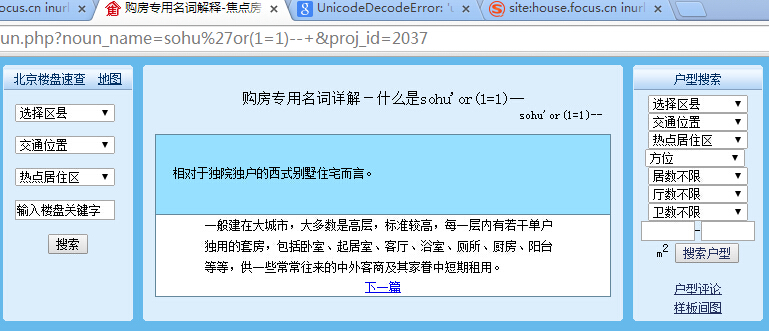 ocus.cn inurl
购房专用名词解释-焦点房
UnicodeDecodeError: 'u
site:house.focus.cn inurl
un.php?noun_name=sohu%27or(1=1)--+&proj_id=2037
北京楼盘速查 地图
选择区县
交通位置
热点居住区
输入楼盘关键字
搜索
购房专用名词详解－什么是sohu'or(1=1)--
sohu'or(1=1)--
相对于独院独户的西式别墅住宅而言。
一般建在大城市，大多数是高层，标准较高，每一层内有若干单户
独用的套房，包括卧室、起居室、客厅、浴室、厕所、厨房、阳台
等等，供一些常常往来的中外客商及其家眷中短期租用。
下一篇
户型搜索
选择区县
交通位置
热点居住区
方位
居数不限
厅数不限
卫数不限
-
m² 搜索户型
户型评论
样板间图